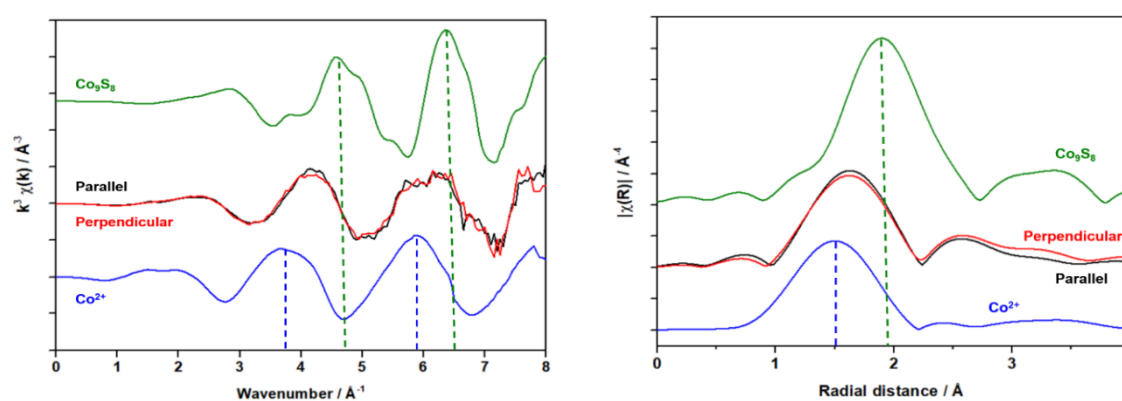 k³ χ(k) / Å⁻³
Co₉S₈
Parallel
Perpendicular
Co²⁺
0 1 2 3 4 5 6 7 8
Wavenumber / Å⁻¹
|χ(R)| / Å⁻⁴
Co₉S₈
Perpendicular
Parallel
Co²⁺
0 1 2 3
Radial distance / Å